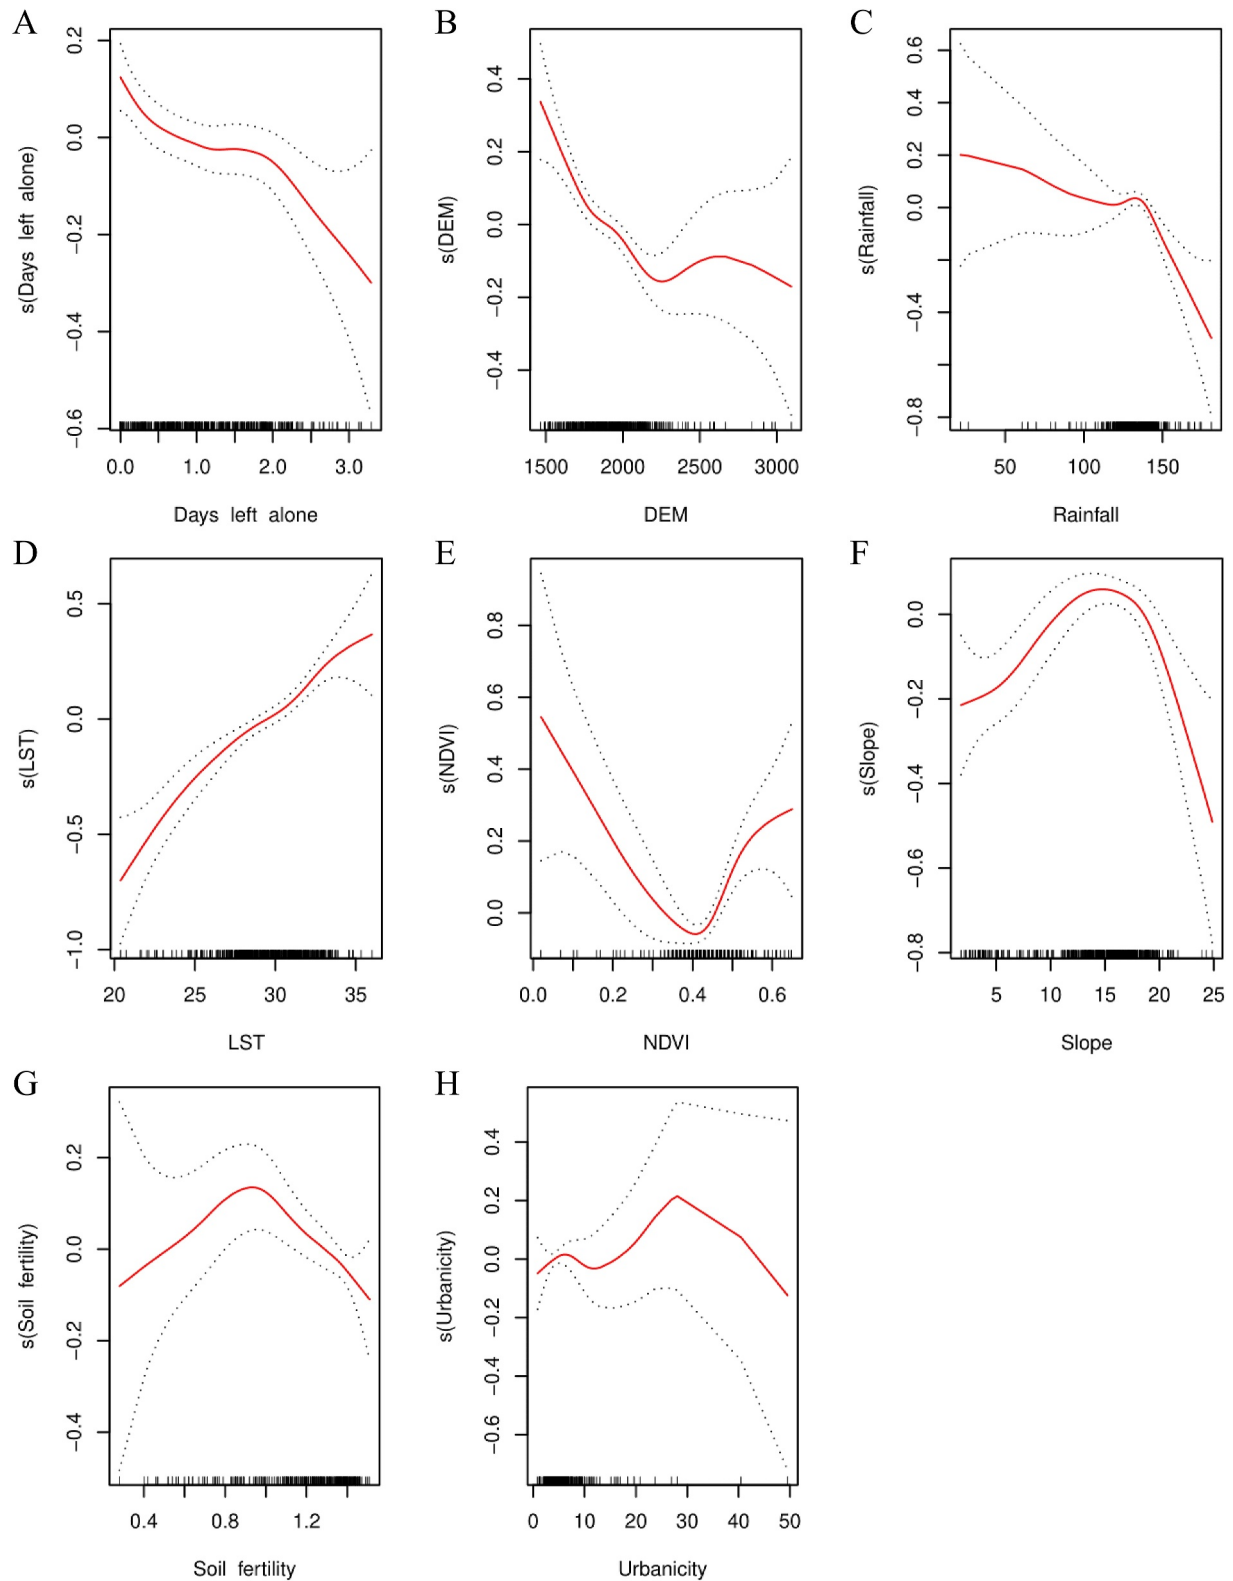 A
s(Days left alone)
0.2
0.0
−0.2
−0.4
−0.6
0.0 1.0 2.0 3.0
Days left alone
B
s(DEM)
0.4
0.2
0.0
−0.2
−0.4
1500 2000 2500 3000
DEM
C
s(Rainfall)
0.6
0.4
0.2
0.0
−0.4
−0.8
50 100 150
Rainfall
D
s(LST)
0.5
0.0
−0.5
−1.0
20 25 30 35
LST
E
s(NDVI)
0.8
0.6
0.4
0.2
0.0
0.0 0.2 0.4 0.6
NDVI
F
s(Slope)
0.0
−0.2
−0.4
−0.6
−0.8
5 10 15 20 25
Slope
G
s(Soil fertility)
0.2
0.0
−0.2
−0.4
0.4 0.8 1.2
Soil fertility
H
s(Urbanicity)
0.4
0.2
0.0
−0.2
−0.4
−0.6
0 10 20 30 40 50
Urbanicity